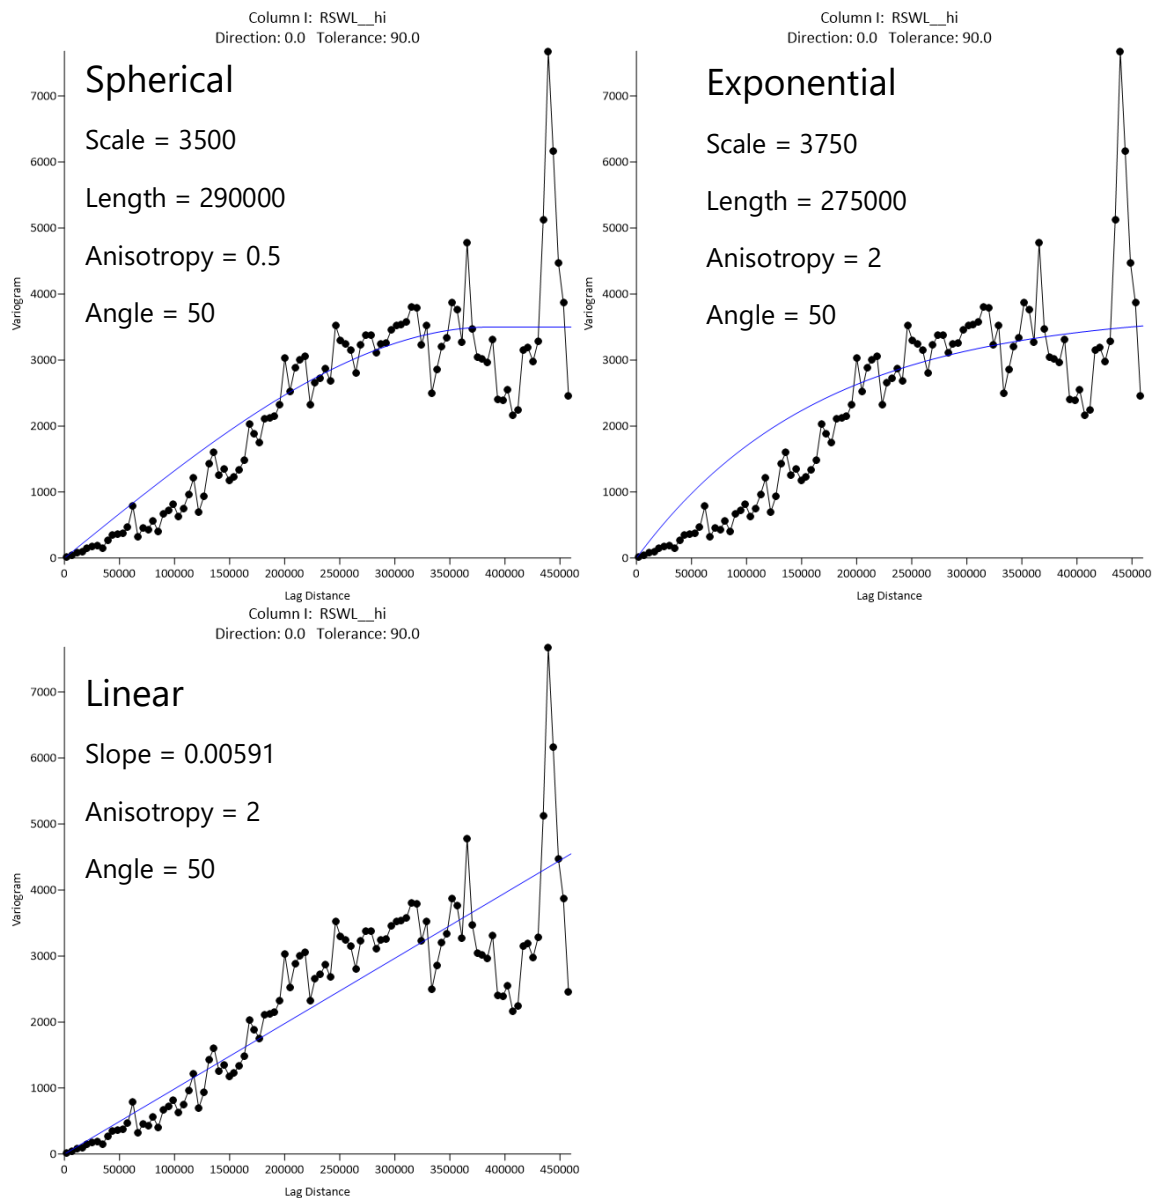 Column I: RSWL__hi
Direction: 0.0 Tolerance: 90.0
Spherical
Scale = 3500
Length = 290000
Anisotropy = 0.5
Angle = 50
Variogram
7000
6000
5000
4000
3000
2000
1000
0
0 50000 100000 150000 200000 250000 300000 350000 400000 450000
Lag Distance
Column I: RSWL__hi
Direction: 0.0 Tolerance: 90.0
Exponential
Scale = 3750
Length = 275000
Anisotropy = 2
Angle = 50
Variogram
7000
6000
5000
4000
3000
2000
1000
0
0 50000 100000 150000 200000 250000 300000 350000 400000 450000
Lag Distance
Column I: RSWL__hi
Direction: 0.0 Tolerance: 90.0
Linear
Slope = 0.00591
Anisotropy = 2
Angle = 50
Variogram
7000
6000
5000
4000
3000
2000
1000
0
0 50000 100000 150000 200000 250000 300000 350000 400000 450000
Lag Distance